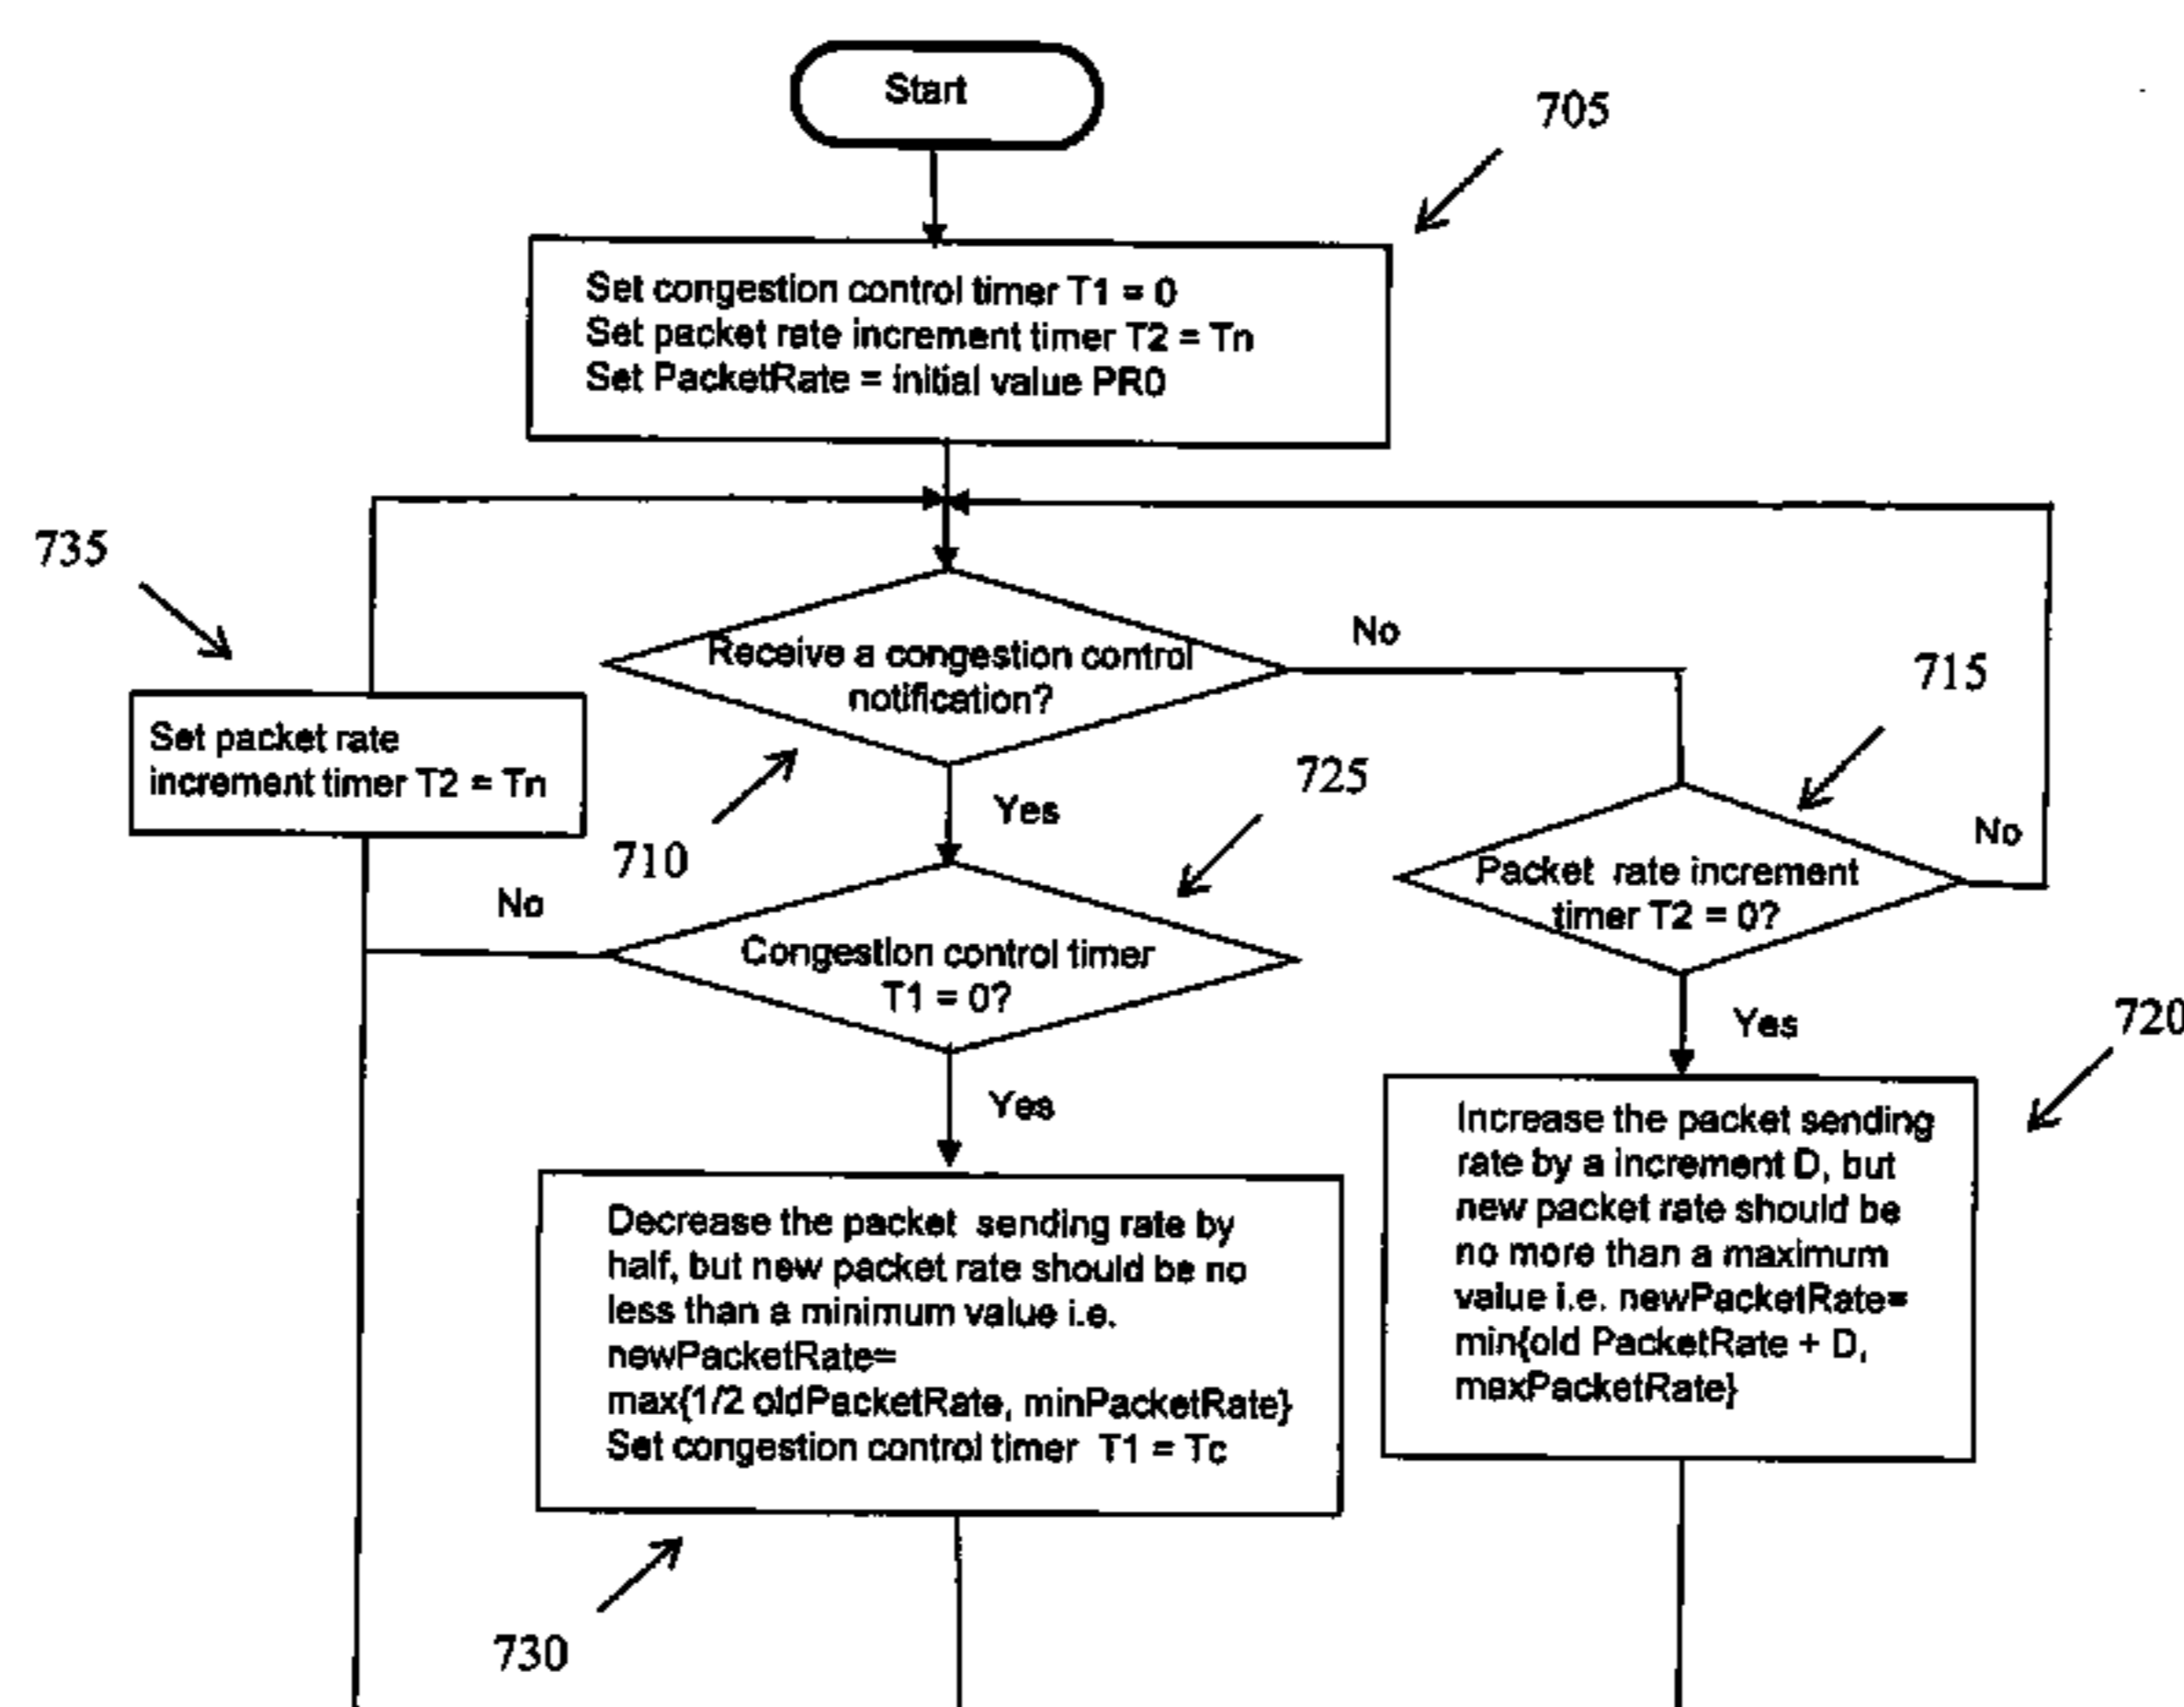 Start
705
Set congestion control timer T1 = 0
Set packet rate increment timer T2 = Tn
Set PacketRate = initial value PR0
735
Set packet rate
increment timer T2 = Tn
Receive a congestion control
notification?
No
710
Yes
715
725
Packet rate increment
timer T2 = 0?
No
No
Congestion control timer
T1 = 0?
Yes
Yes
720
Decrease the packet sending rate by
half, but new packet rate should be no
less than a minimum value i.e.
newPacketRate=
max{1/2 oldPacketRate, minPacketRate}
Set congestion control timer T1 = Tc
730
Increase the packet sending
rate by a increment D, but
new packet rate should be
no more than a maximum
value i.e. newPacketRate=
min{old PacketRate + D,
maxPacketRate}